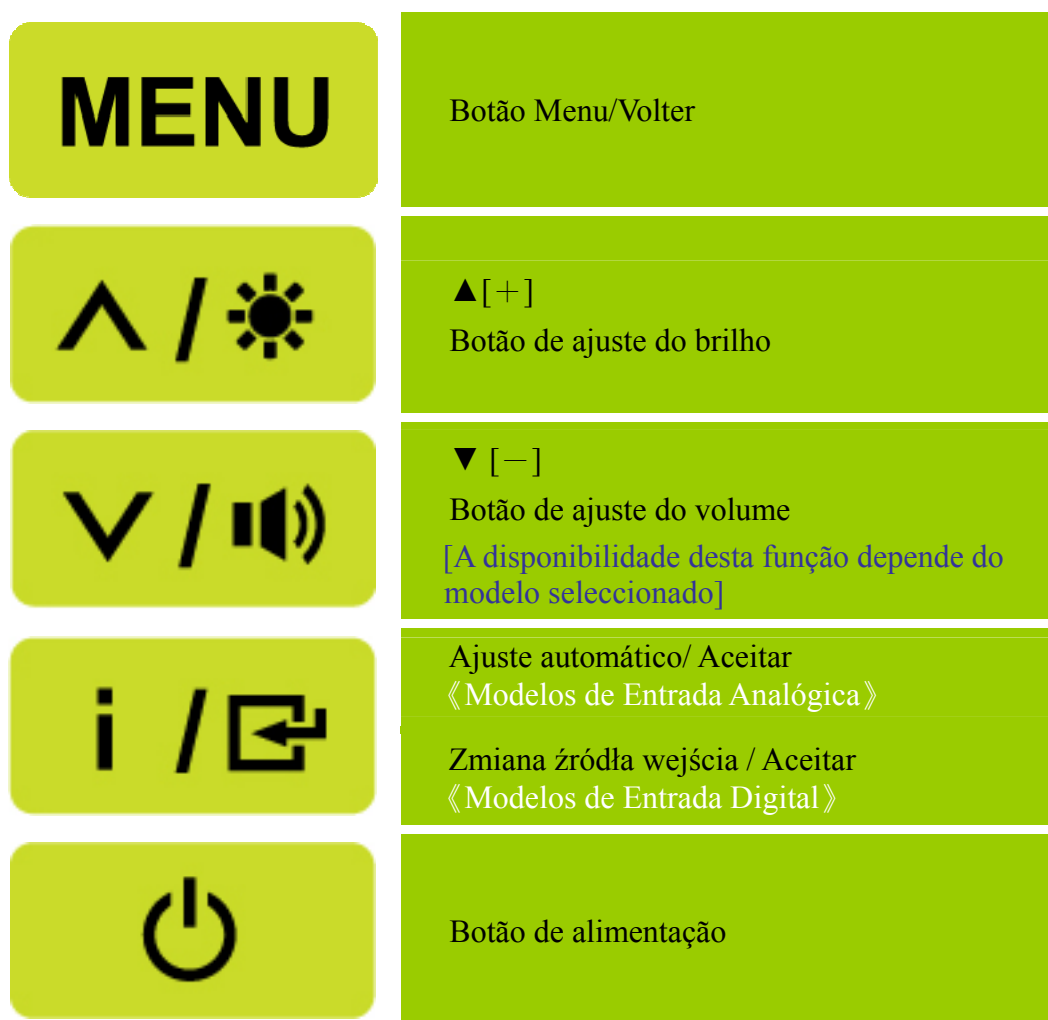 MENU
Botão Menu/Volter
/
▲[+]
Botão de ajuste do brilho
/
▼ [−]
Botão de ajuste do volume
[A disponibilidade desta função depende do
modelo seleccionado]
i /
Ajuste automático/ Aceitar
《Modelos de Entrada Analógica》
Zmiana źródła wejścia / Aceitar
《Modelos de Entrada Digital》
Botão de alimentação